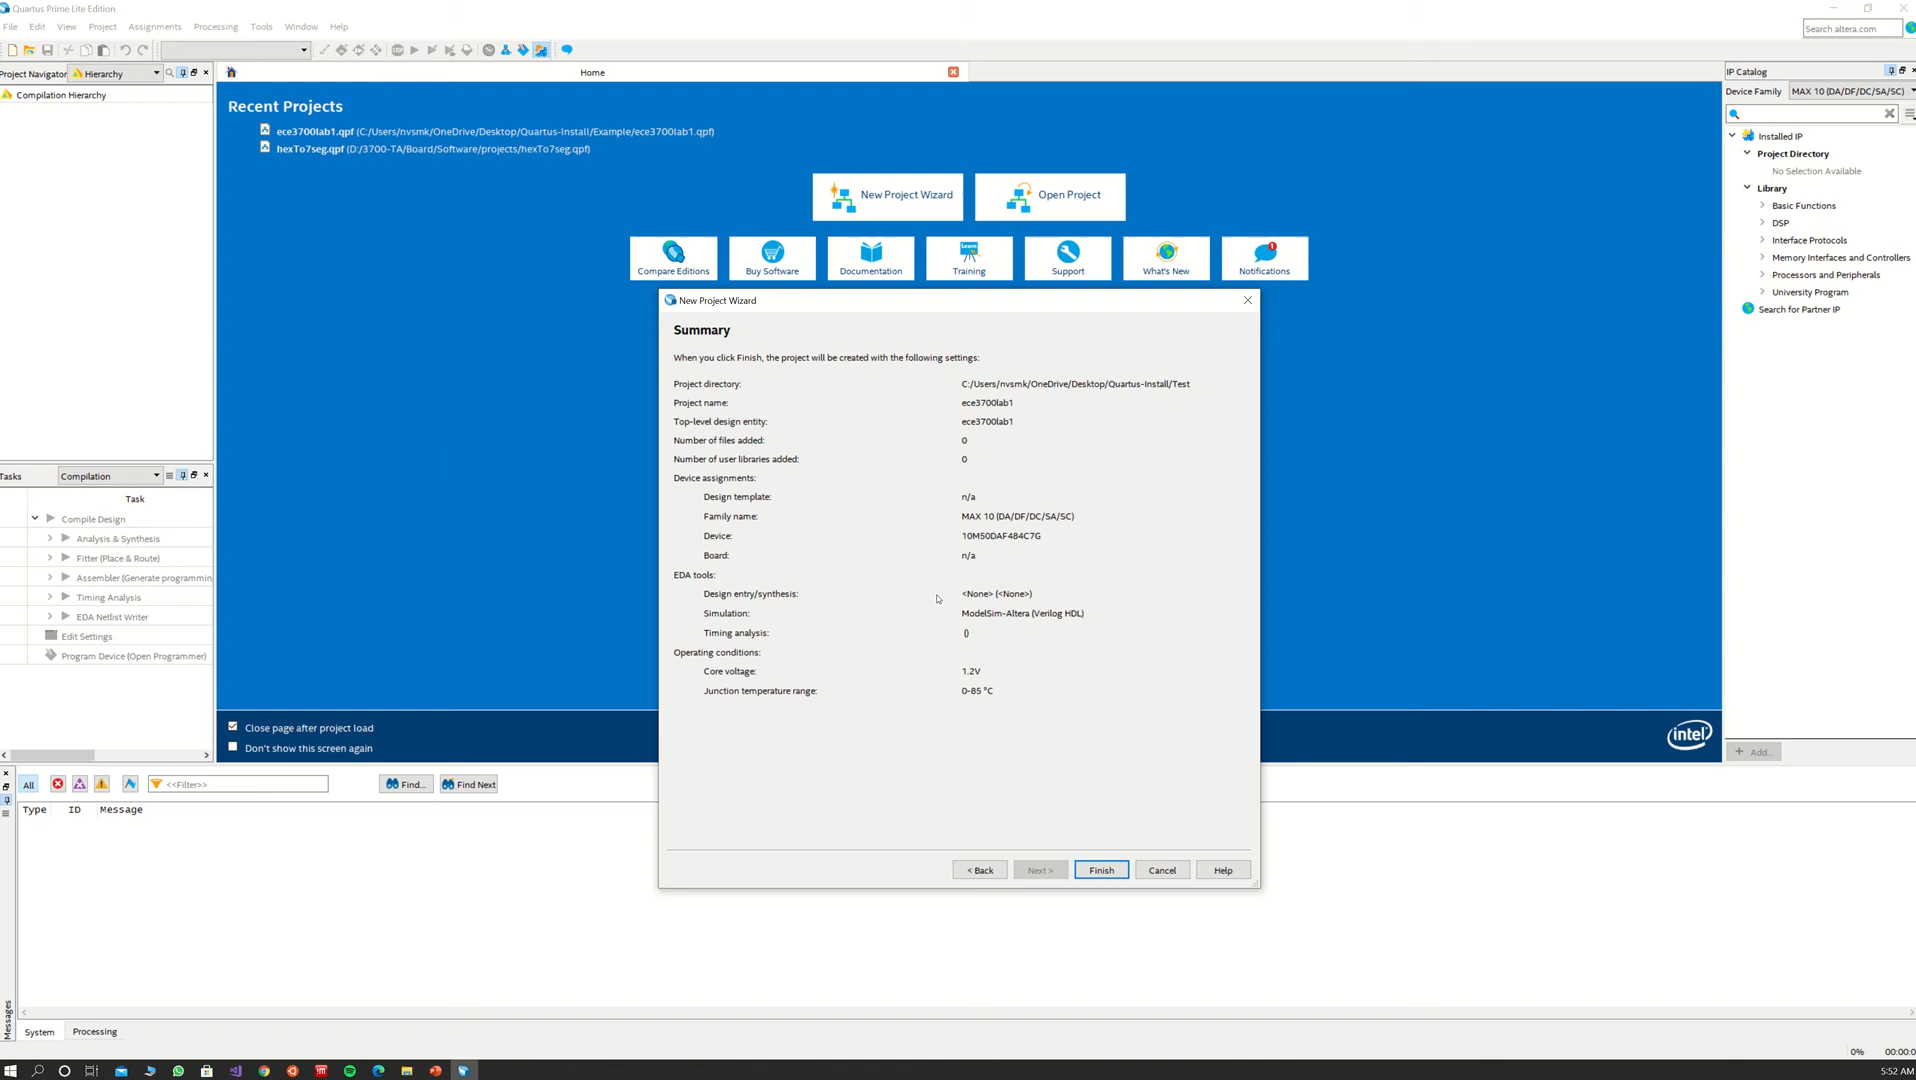 Quartus Prime Lite Edition
File Edit View Project Assignments Processing Tools Window Help
Search altera.com
Project Navigator Hierarchy
Home
IP Catalog
Compilation Hierarchy
Device Family MAX 10 (DA/DF/DC/SA/SC)
Recent Projects
ece3700lab1.qpf (C:/Users/nvsmk/OneDrive/Desktop/Quartus-Install/Example/ece3700lab1.qpf)
hexTo7seg.qpf (D:/3700-TA/Board/Software/projects/hexTo7seg.qpf)
New Project Wizard
Open Project
Compare Editions
Buy Software
Documentation
Training
Support
What's New
1
Notifications
Installed IP
Project Directory
No Selection Available
Library
Basic Functions
DSP
Interface Protocols
Memory Interfaces and Controllers
Processors and Peripherals
University Program
Search for Partner IP
+ Add...
New Project Wizard
Summary
When you click Finish, the project will be created with the following settings:
Project directory: C:/Users/nvsmk/OneDrive/Desktop/Quartus-Install/Test
Project name: ece3700lab1
Top-level design entity: ece3700lab1
Number of files added: 0
Number of user libraries added: 0
Device assignments:
Design template: n/a
Family name: MAX 10 (DA/DF/DC/SA/SC)
Device: 10M50DAF484C7G
Board: n/a
EDA tools:
Design entry/synthesis: <None> (<None>)
Simulation: ModelSim-Altera (Verilog HDL)
Timing analysis: ()
Operating conditions:
Core voltage: 1.2V
Junction temperature range: 0-85 °C
< Back Next > Finish Cancel Help
Tasks Compilation
Task
Compile Design
Analysis & Synthesis
Fitter (Place & Route)
Assembler (Generate programmin
Timing Analysis
EDA Netlist Writer
Edit Settings
Program Device (Open Programmer)
Close page after project load
Don't show this screen again
intel
All <<Filter>> Find... Find Next
Type ID Message
Messages
System Processing
0% 00:00:0
5:52 AM